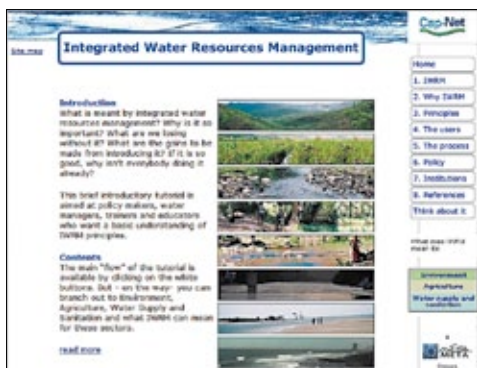 Cap-Net
Site map
Integrated Water Resources Management
Home
1. IWRM
2. Why IWRM
3. Principles
4. The users
5. The process
6. Policy
7. Institutions
8. References
Think about it
Introduction
What is meant by integrated water
resources management? Why is it so
important? What are we losing
without it? What are the gains to be
made from introducing it? If it is so
good, why isn't everybody doing it
already?
This brief introductory tutorial is
aimed at policy makers, water
managers, trainers and educators
who want a basic understanding of
IWRM principles.
Contents
The main "flow" of the tutorial is
available by clicking on the white
buttons. But - on the way- you can
branch out to Environment,
Agriculture, Water Supply and
Sanitation and what IWRM can mean
for these sectors.
read more
What does IWRM
mean to:
Environment
Agriculture
Water supply and
sanitation